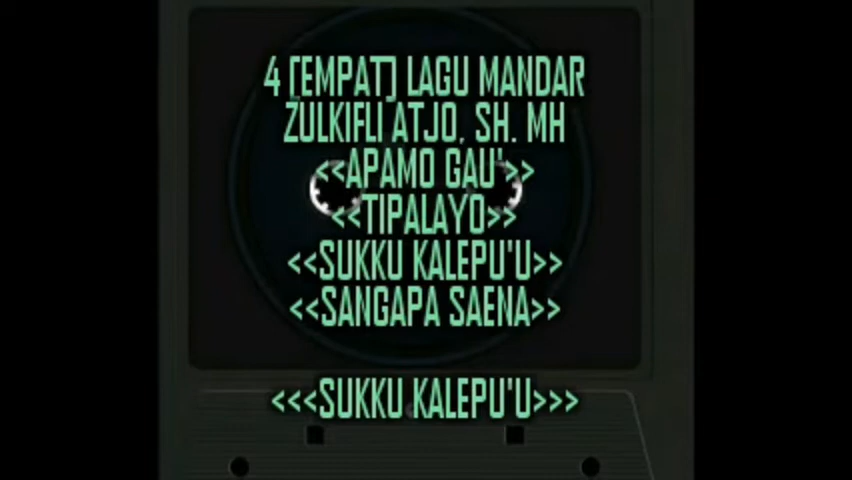 4 [EMPAT] LAGU MANDAR
ZULKIFLI ATJO, SH. MH
<<APAMO GAU'>>
<<TIPALAYO>>
<<SUKKU KALEPU'U>>
<<SANGAPA SAENA>>
<<<SUKKU KALEPU'U>>>